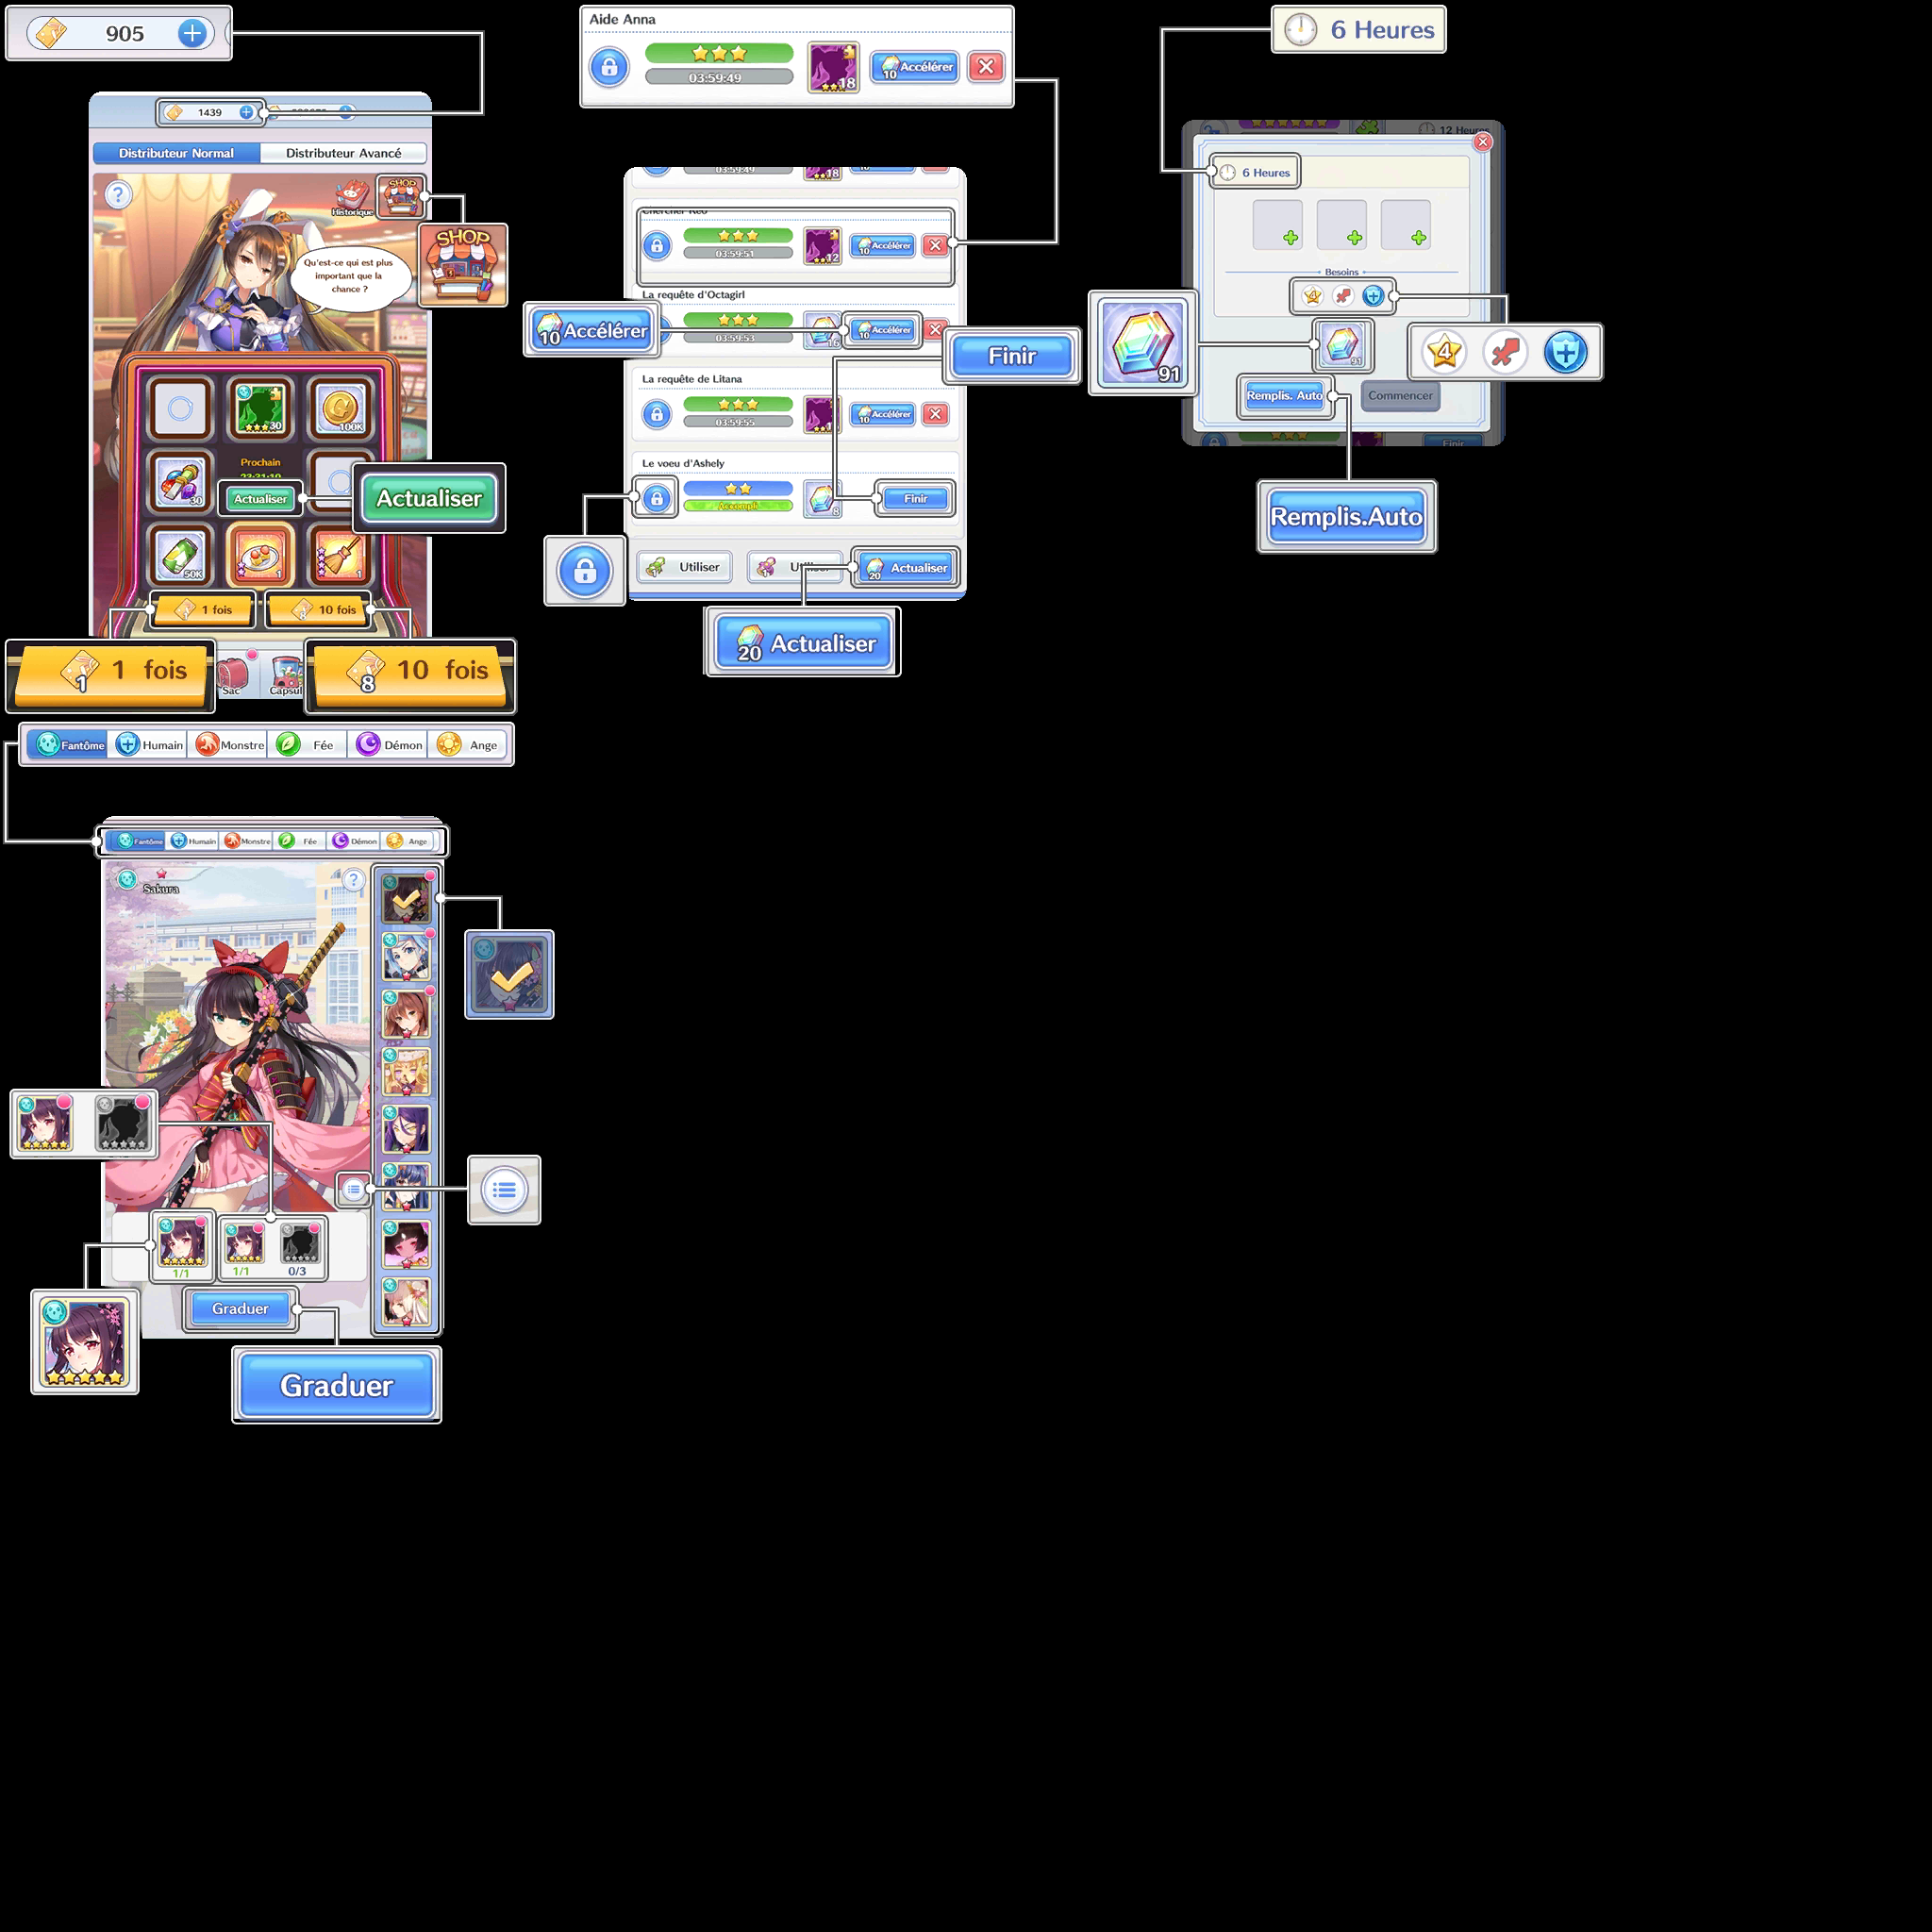 905
1439
Distributeur Normal
Distributeur Avancé
Historique
SHOP
SHOP
Qu'est-ce qui est plus
important que la
chance ?
30
100K
30
Prochain
Actualiser
Actualiser
50K
1
1
1 fois
10 fois
1
1 fois
8
10 fois
Sac
Capsul
Aide Anna
03:59:49
18
10 Accélérer
03:59:49
18
03:59:51
12
10 Accélérer
La requête d'Octagirl
10 Accélérer
03:59:53
16
10 Accélérer
Finir
La requête de Litana
03:59:55
10 Accélérer
Le voeu d'Ashely
Accompli
8
Finir
Utiliser
20 Actualiser
20 Actualiser
6 Heures
12 Heures
6 Heures
Besoins
4
91
91
4
Remplis. Auto
Commencer
Finir
Remplis.Auto
Fantôme
Humain
Monstre
Fée
Démon
Ange
Fantôme
Humain
Monstre
Fée
Démon
Ange
Sakura
1/1
1/1
0/3
Graduer
Graduer